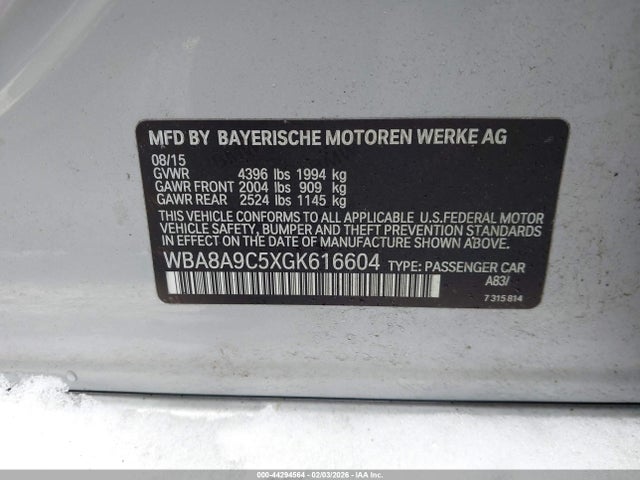 MFD BY BAYERISCHE MOTOREN WERKE AG
08/15
GVWR 4396 lbs 1994 kg
GAWR FRONT 2004 lbs 909 kg
GAWR REAR 2524 lbs 1145 kg
THIS VEHICLE CONFORMS TO ALL APPLICABLE U.S.FEDERAL MOTOR
VEHICLE SAFETY, BUMPER AND THEFT PREVENTION STANDARDS
IN EFFECT ON THE DATE OF MANUFACTURE SHOWN ABOVE.
WBA8A9C5XGK616604 TYPE: PASSENGER CAR
A83/
7315814
000-44294564 - 02/03/2026 - IAA Inc.